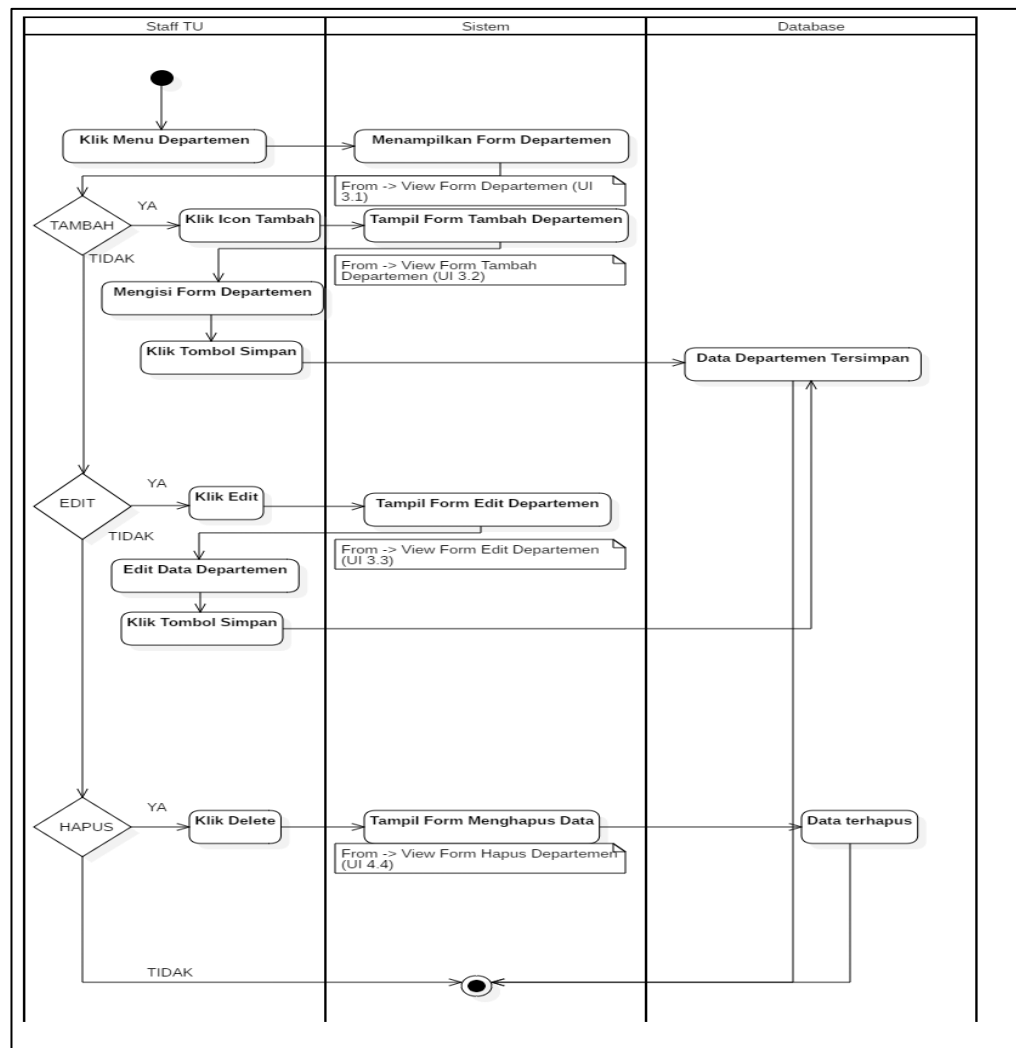 Staff TU
Sistem
Database
Klik Menu Departemen
Menampilkan Form Departemen
From -> View Form Departemen (UI
3.1)
TAMBAH
YA
Klik Icon Tambah
Tampil Form Tambah Departemen
TIDAK
From -> View Form Tambah
Departemen (UI 3.2)
Mengisi Form Departemen
Klik Tombol Simpan
Data Departemen Tersimpan
EDIT
YA
Klik Edit
Tampil Form Edit Departemen
TIDAK
From -> View Form Edit Departemen
(UI 3.3)
Edit Data Departemen
Klik Tombol Simpan
HAPUS
YA
Klik Delete
Tampil Form Menghapus Data
Data terhapus
From -> View Form Hapus Departemen
(UI 4.4)
TIDAK